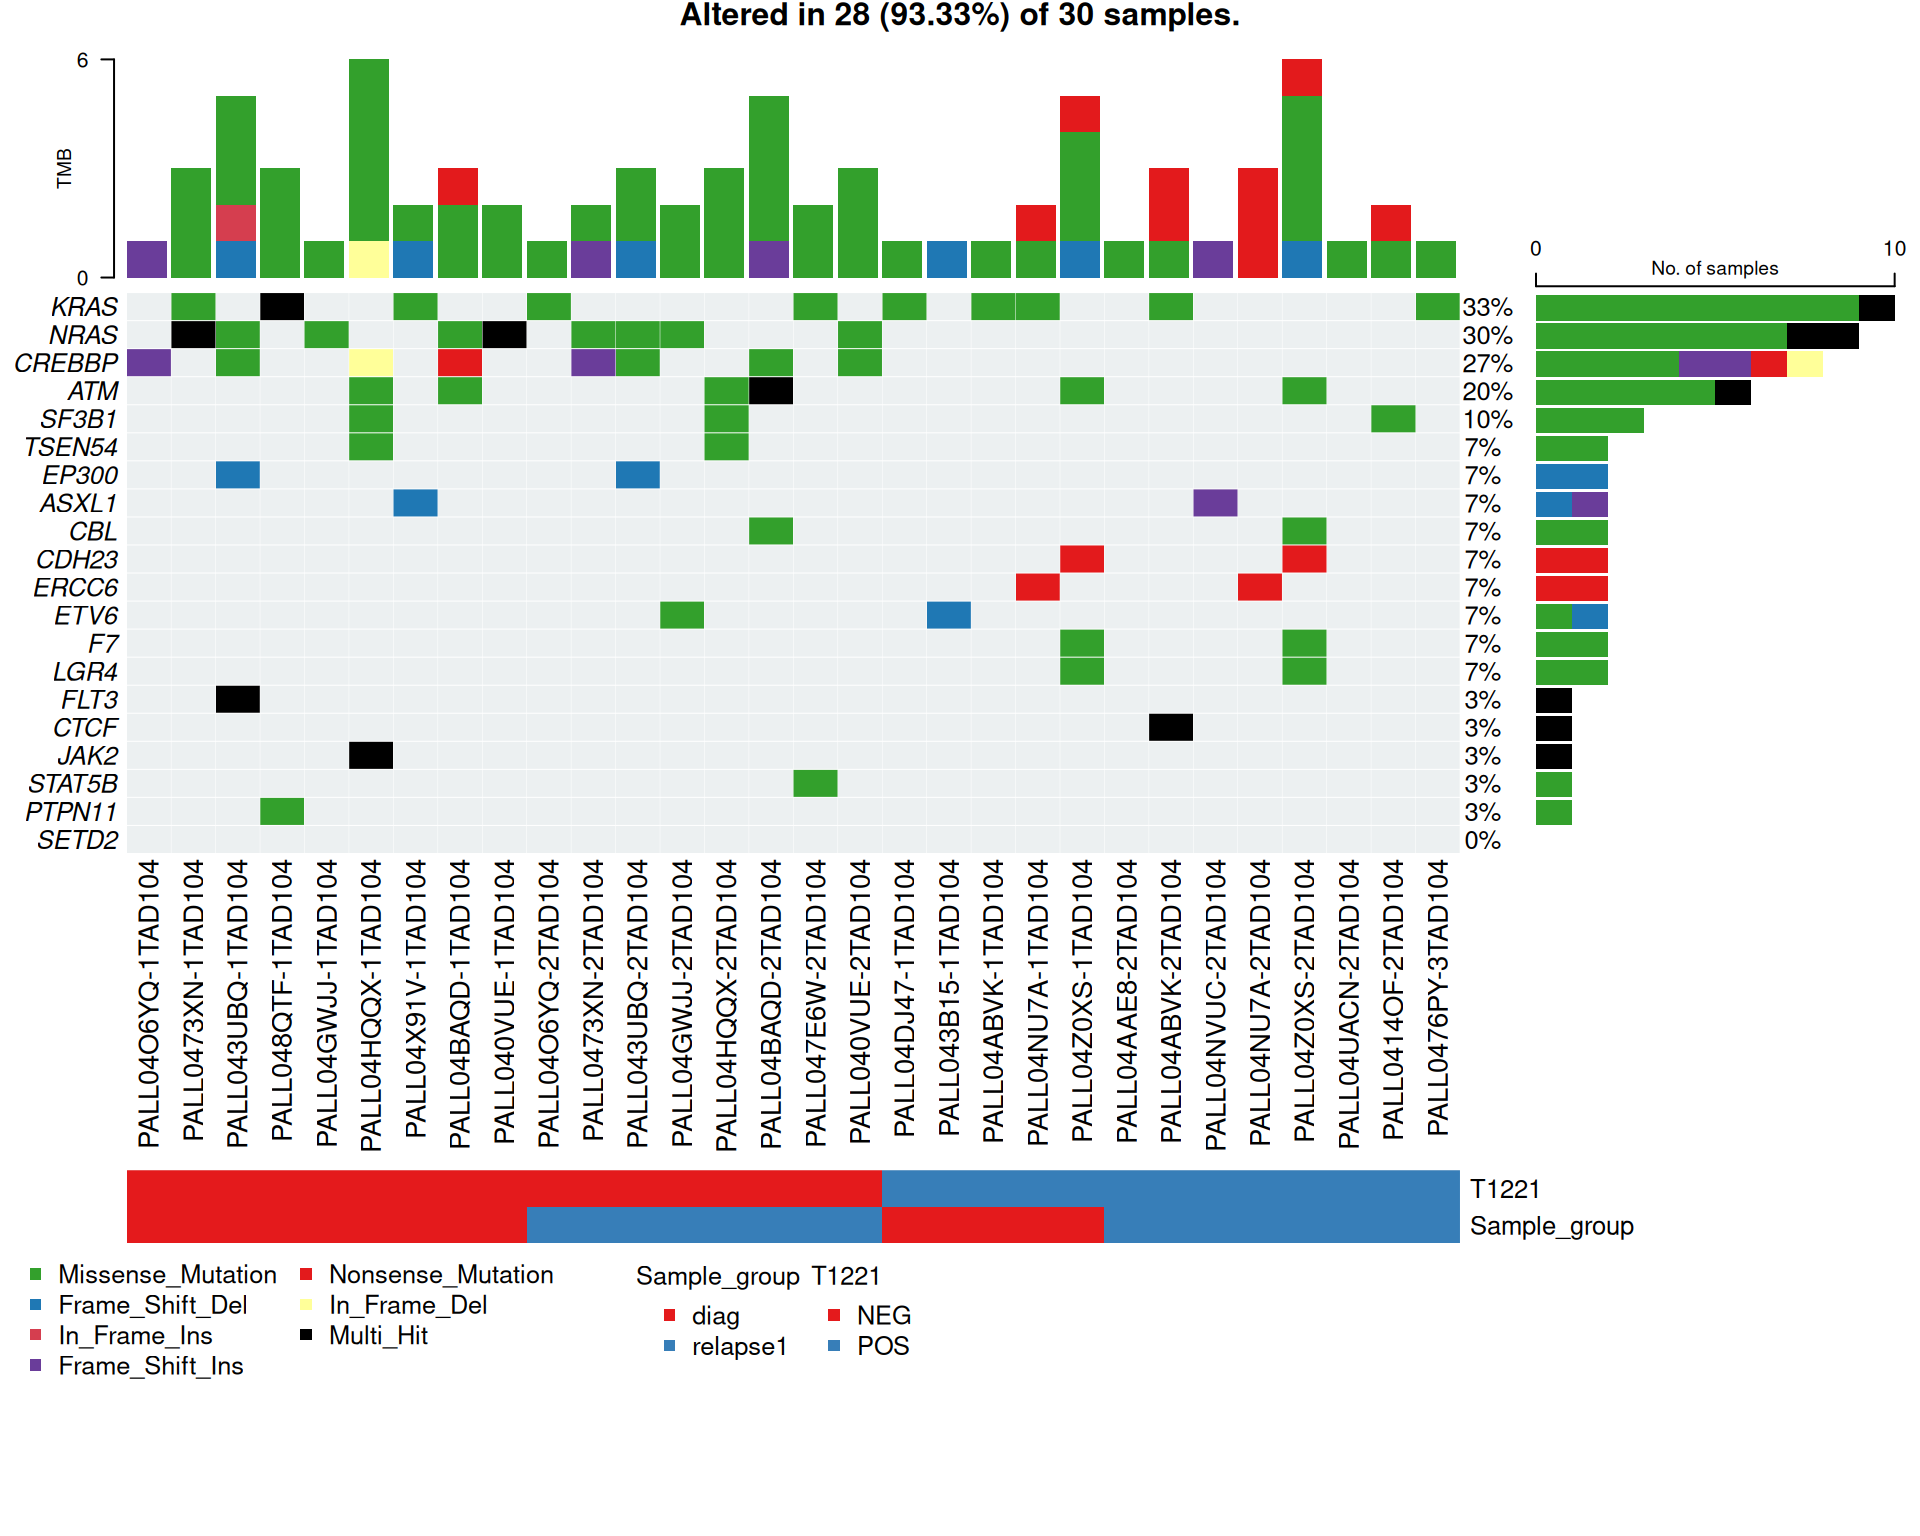 Altered in 28 (93.33%) of 30 samples.
6
TMB
0
0
10
No. of samples
KRAS 33%
NRAS 30%
CREBBP 27%
ATM 20%
SF3B1 10%
TSEN54 7%
EP300 7%
ASXL1 7%
CBL 7%
CDH23 7%
ERCC6 7%
ETV6 7%
F7 7%
LGR4 7%
FLT3 3%
CTCF 3%
JAK2 3%
STAT5B 3%
PTPN11 3%
SETD2 0%
PALL04O6YQ-1TAD104
PALL0473XN-1TAD104
PALL043UBQ-1TAD104
PALL048QTF-1TAD104
PALL04GWJJ-1TAD104
PALL04HQQX-1TAD104
PALL04X91V-1TAD104
PALL04BAQD-1TAD104
PALL040VUE-1TAD104
PALL04O6YQ-2TAD104
PALL0473XN-2TAD104
PALL043UBQ-2TAD104
PALL04GWJJ-2TAD104
PALL04HQQX-2TAD104
PALL04BAQD-2TAD104
PALL047E6W-2TAD104
PALL040VUE-2TAD104
PALL04DJ47-1TAD104
PALL043B15-1TAD104
PALL04ABVK-1TAD104
PALL04NU7A-1TAD104
PALL04Z0XS-1TAD104
PALL04AAE8-2TAD104
PALL04ABVK-2TAD104
PALL04NVUC-2TAD104
PALL04NU7A-2TAD104
PALL04Z0XS-2TAD104
PALL04UACN-2TAD104
PALL0414OF-2TAD104
PALL0476PY-3TAD104
T1221
Sample_group
Missense_Mutation
Frame_Shift_Del
In_Frame_Ins
Frame_Shift_Ins
Nonsense_Mutation
In_Frame_Del
Multi_Hit
Sample_group
diag
relapse1
T1221
NEG
POS